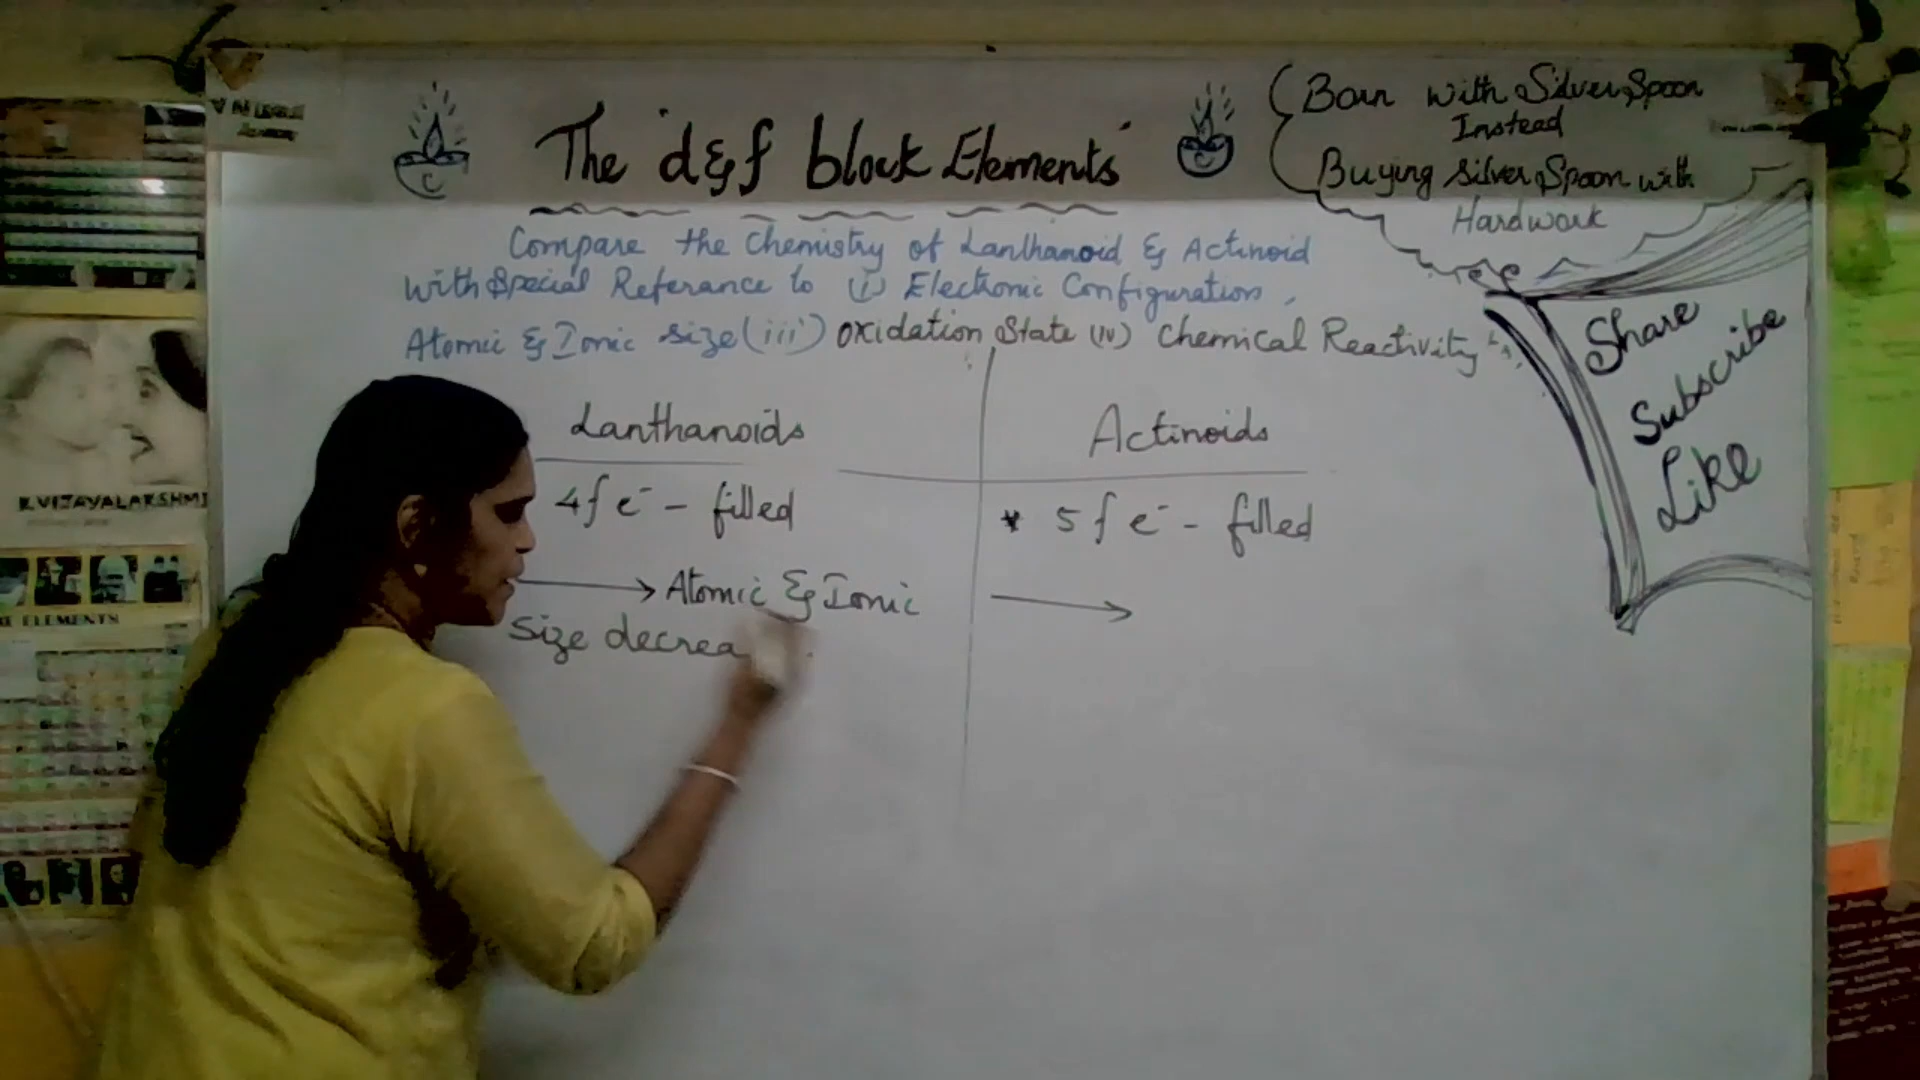 The d & f block Elements
Born with Silver Spoon
Instead
Buying Silver Spoon with
Hardwork
Compare the Chemistry of Lanthanoid & Actinoid
with Special Referance to (i) Electronic Configuration,
Atomic & Ionic size (iii) Oxidation State (iv) Chemical Reactivity
Share
Subscribe
Like
Lanthanoids
Actinoids
4f e⁻ - filled
* 5f e⁻ - filled
→ Atomic & Ionic
→
Size decrea
K.VIJAYALAKSHMI
ELEMENTS